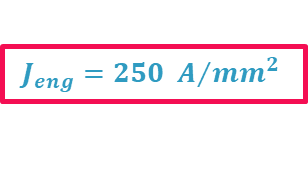 J_eng = 250 A/mm²